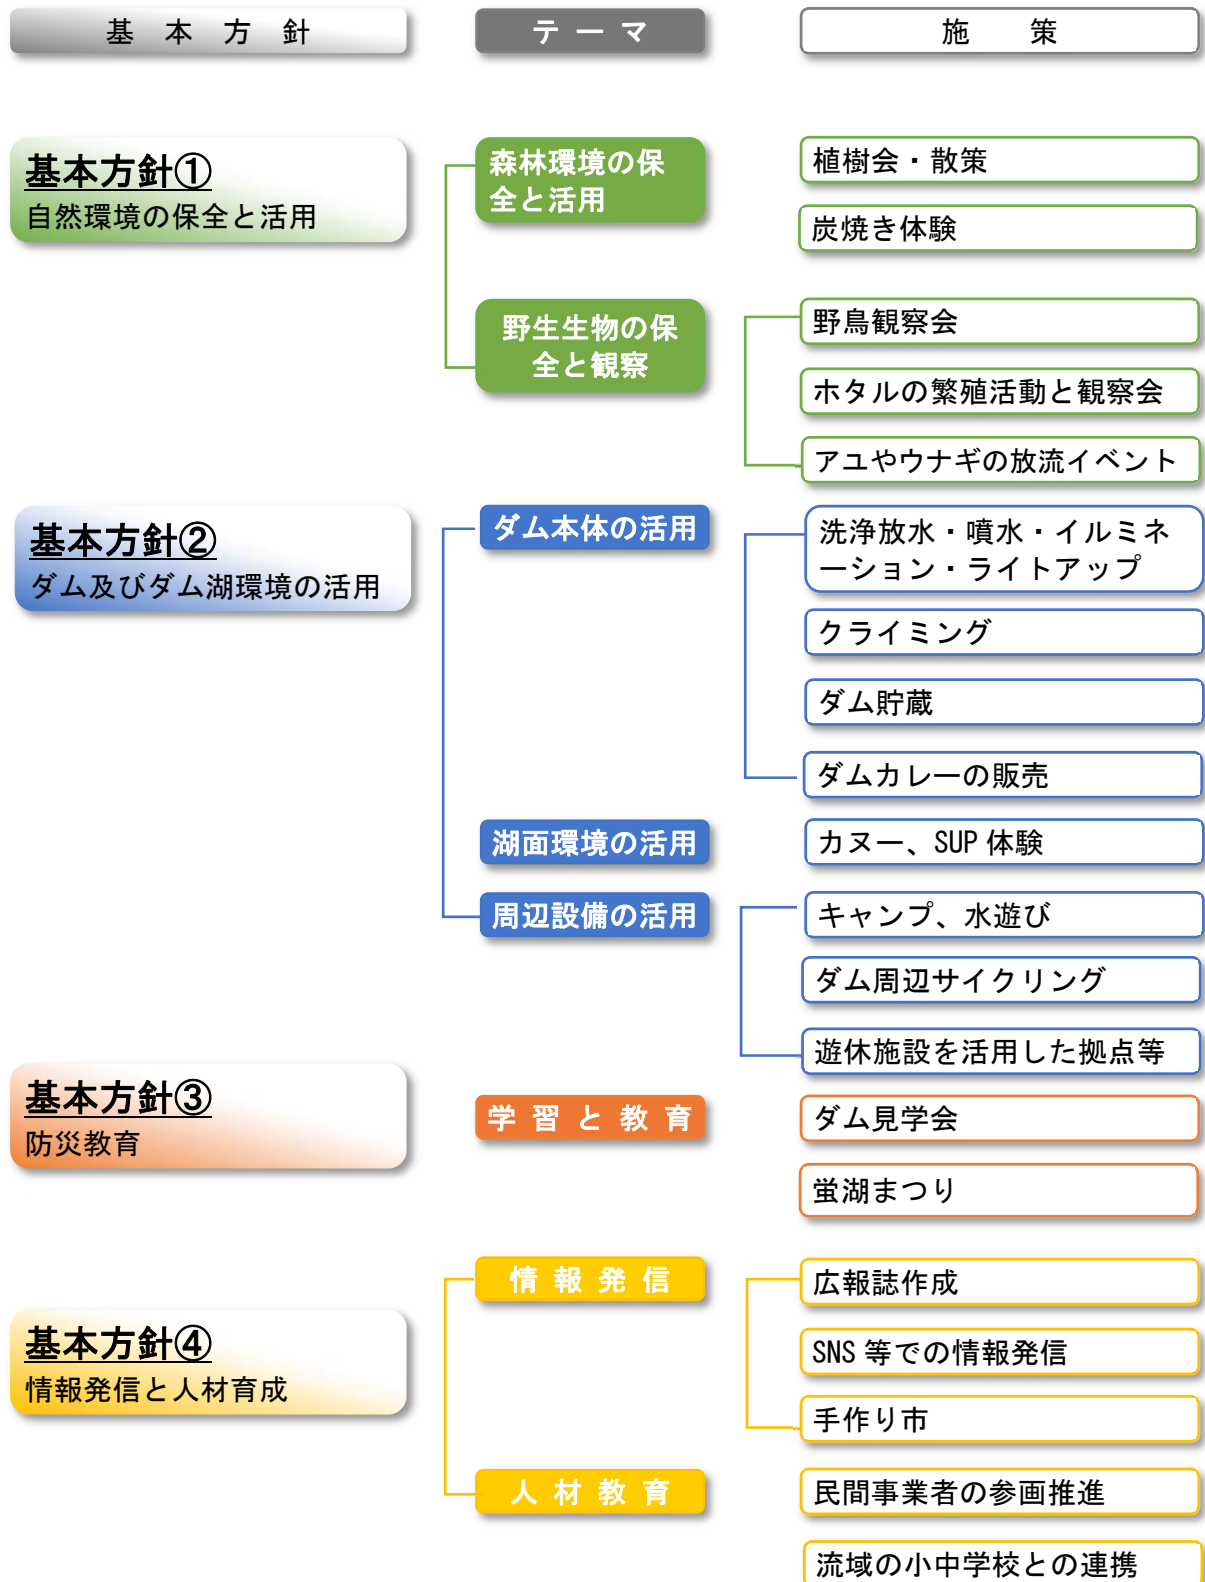 基本方針
テーマ
施策
基本方針①
自然環境の保全と活用
森林環境の保
全と活用
植樹会・散策
炭焼き体験
野生生物の保
全と観察
野鳥観察会
ホタルの繁殖活動と観察会
アユやウナギの放流イベント
基本方針②
ダム及びダム湖環境の活用
ダム本体の活用
洗浄放水・噴水・イルミネ
ーション・ライトアップ
クライミング
ダム貯蔵
ダムカレーの販売
湖面環境の活用
カヌー、SUP体験
周辺設備の活用
キャンプ、水遊び
ダム周辺サイクリング
遊休施設を活用した拠点等
基本方針③
防災教育
学習と教育
ダム見学会
蛍湖まつり
基本方針④
情報発信と人材育成
情報発信
広報誌作成
SNS等での情報発信
手作り市
人材教育
民間事業者の参画推進
流域の小中学校との連携